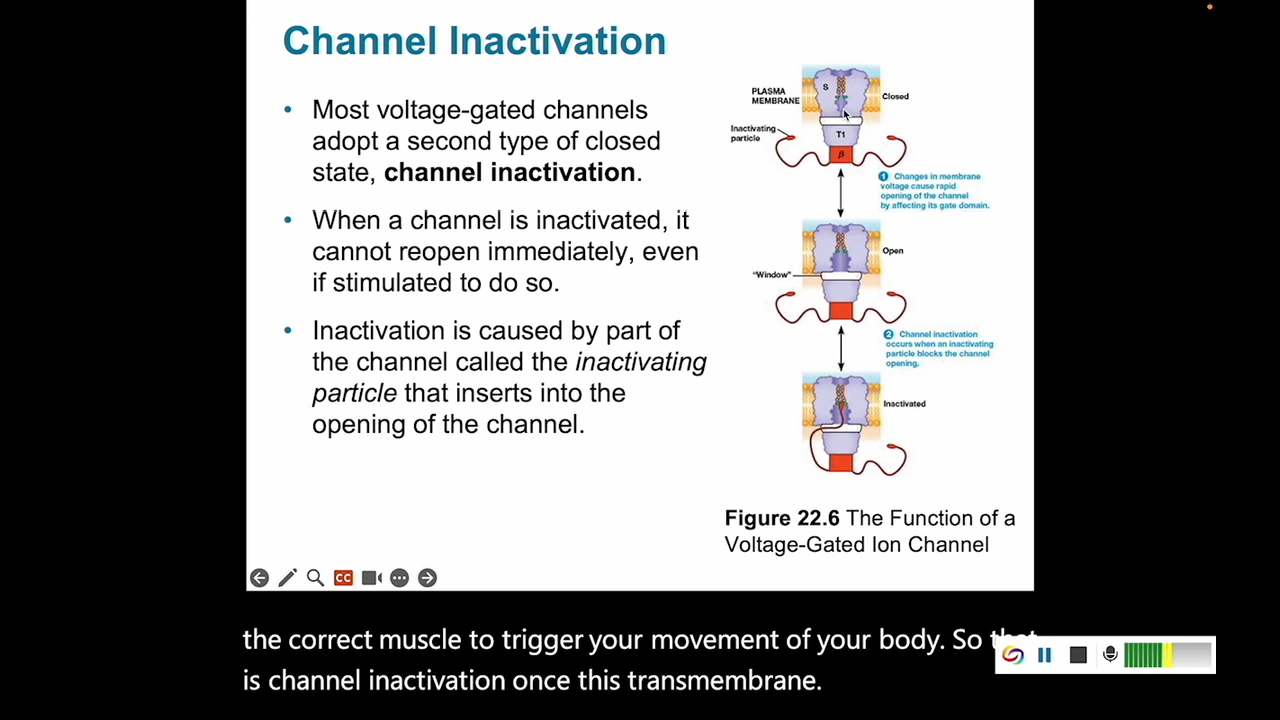 Channel Inactivation
• Most voltage-gated channels
adopt a second type of closed
state, channel inactivation.
• When a channel is inactivated, it
cannot reopen immediately, even
if stimulated to do so.
• Inactivation is caused by part of
the channel called the inactivating
particle that inserts into the
opening of the channel.
PLASMA
MEMBRANE
S
Closed
Inactivating
particle
T1
β
1 Changes in membrane
voltage cause rapid
opening of the channel
by affecting its gate domain.
Open
"Window"
2 Channel inactivation
occurs when an inactivating
particle blocks the channel
opening.
Inactivated
Figure 22.6 The Function of a
Voltage-Gated Ion Channel
CC
the correct muscle to trigger your movement of your body. So
is channel inactivation once this transmembrane.